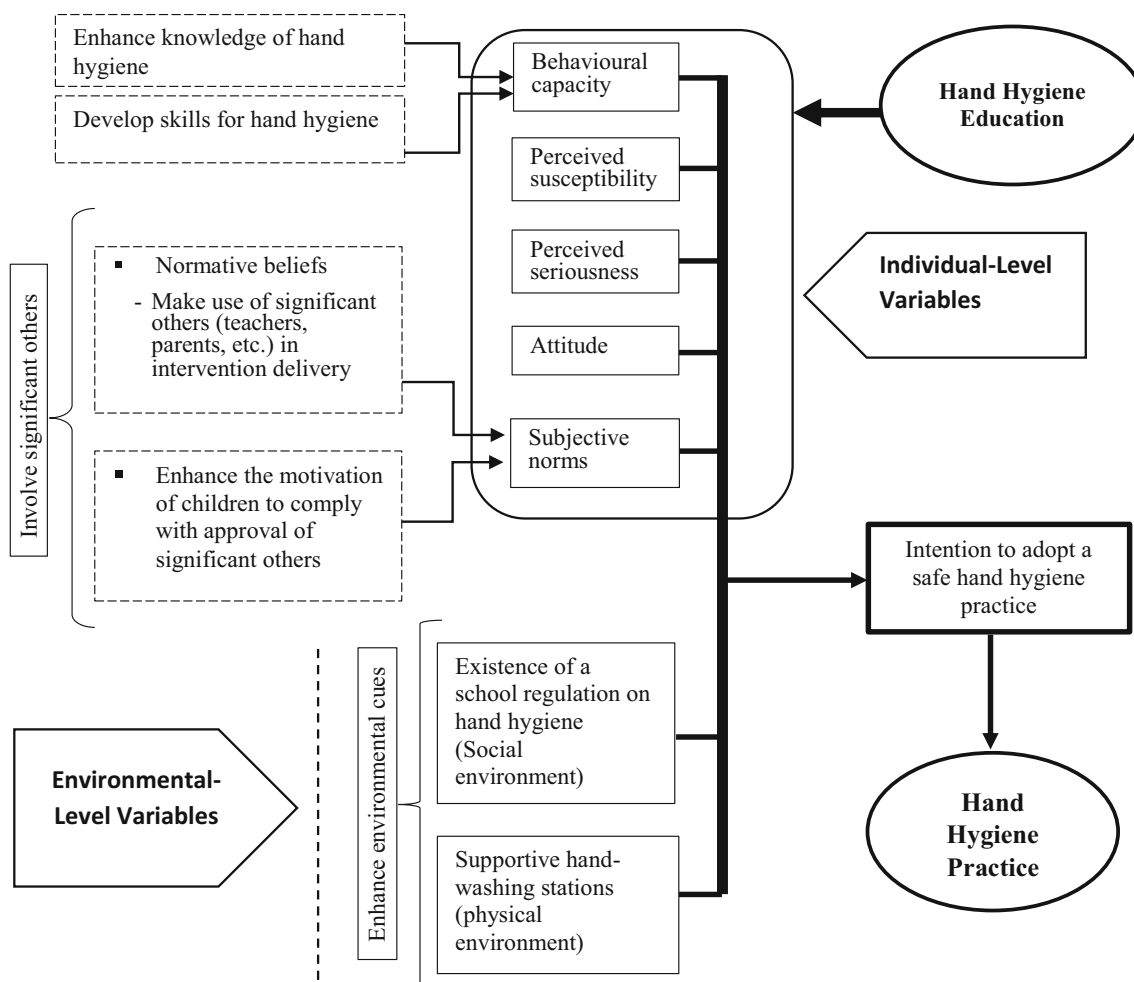 Enhance knowledge of hand
hygiene
Develop skills for hand hygiene
Behavioural
capacity
Perceived
susceptibility
Perceived
seriousness
Attitude
Subjective
norms
Hand Hygiene
Education
Individual-Level
Variables
Involve significant others
▪ Normative beliefs
- Make use of significant
others (teachers,
parents, etc.) in
intervention delivery
▪ Enhance the motivation
of children to comply
with approval of
significant others
Intention to adopt a
safe hand hygiene
practice
Environmental-
Level Variables
Enhance environmental cues
Existence of a
school regulation on
hand hygiene
(Social
environment)
Supportive hand-
washing stations
(physical
environment)
Hand
Hygiene
Practice